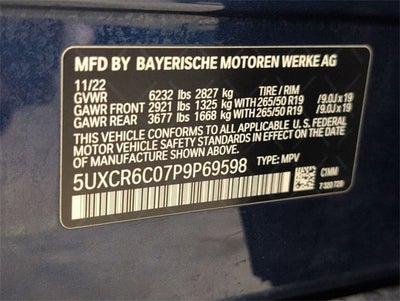 MFD BY BAYERISCHE MOTOREN WERKE AG
11/22
GVWR 6232 lbs 2827 kg TIRE / RIM
GAWR FRONT 2921 lbs 1325 kg WITH 265/50 R19 /9.0J x 19
GAWR REAR 3677 lbs 1668 kg WITH 265/50 R19 /9.0J x 19
THIS VEHICLE CONFORMS TO ALL APPLICABLE U. S. FEDERAL
MOTOR VEHICLE SAFETY STANDARDS IN EFFECT ON THE DATE OF
MANUFACTURE SHOWN ABOVE.
5UXCR6C07P9P69598 TYPE: MPV
CIMM